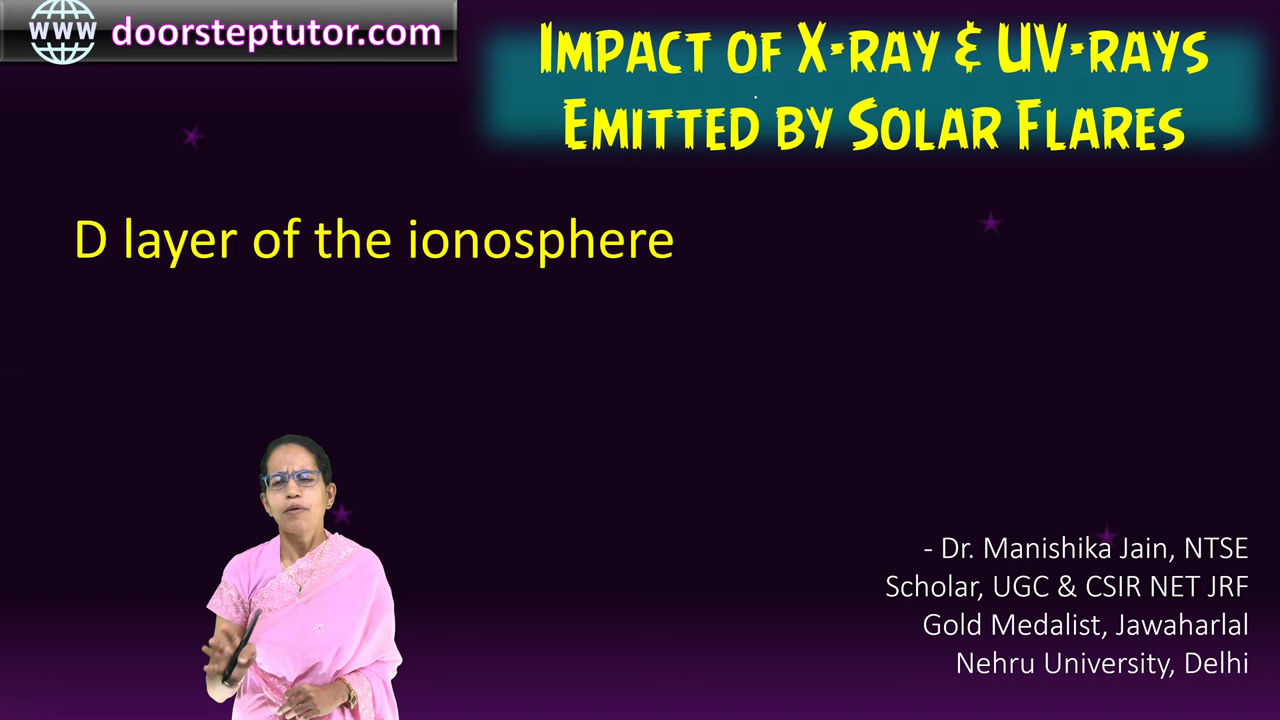 www doorsteptutor.com
IMPACT OF X-RAY & UV-RAYS
EMITTED BY SOLAR FLARES
D layer of the ionosphere
- Dr. Manishika Jain, NTSE
Scholar, UGC & CSIR NET JRF
Gold Medalist, Jawaharlal
Nehru University, Delhi